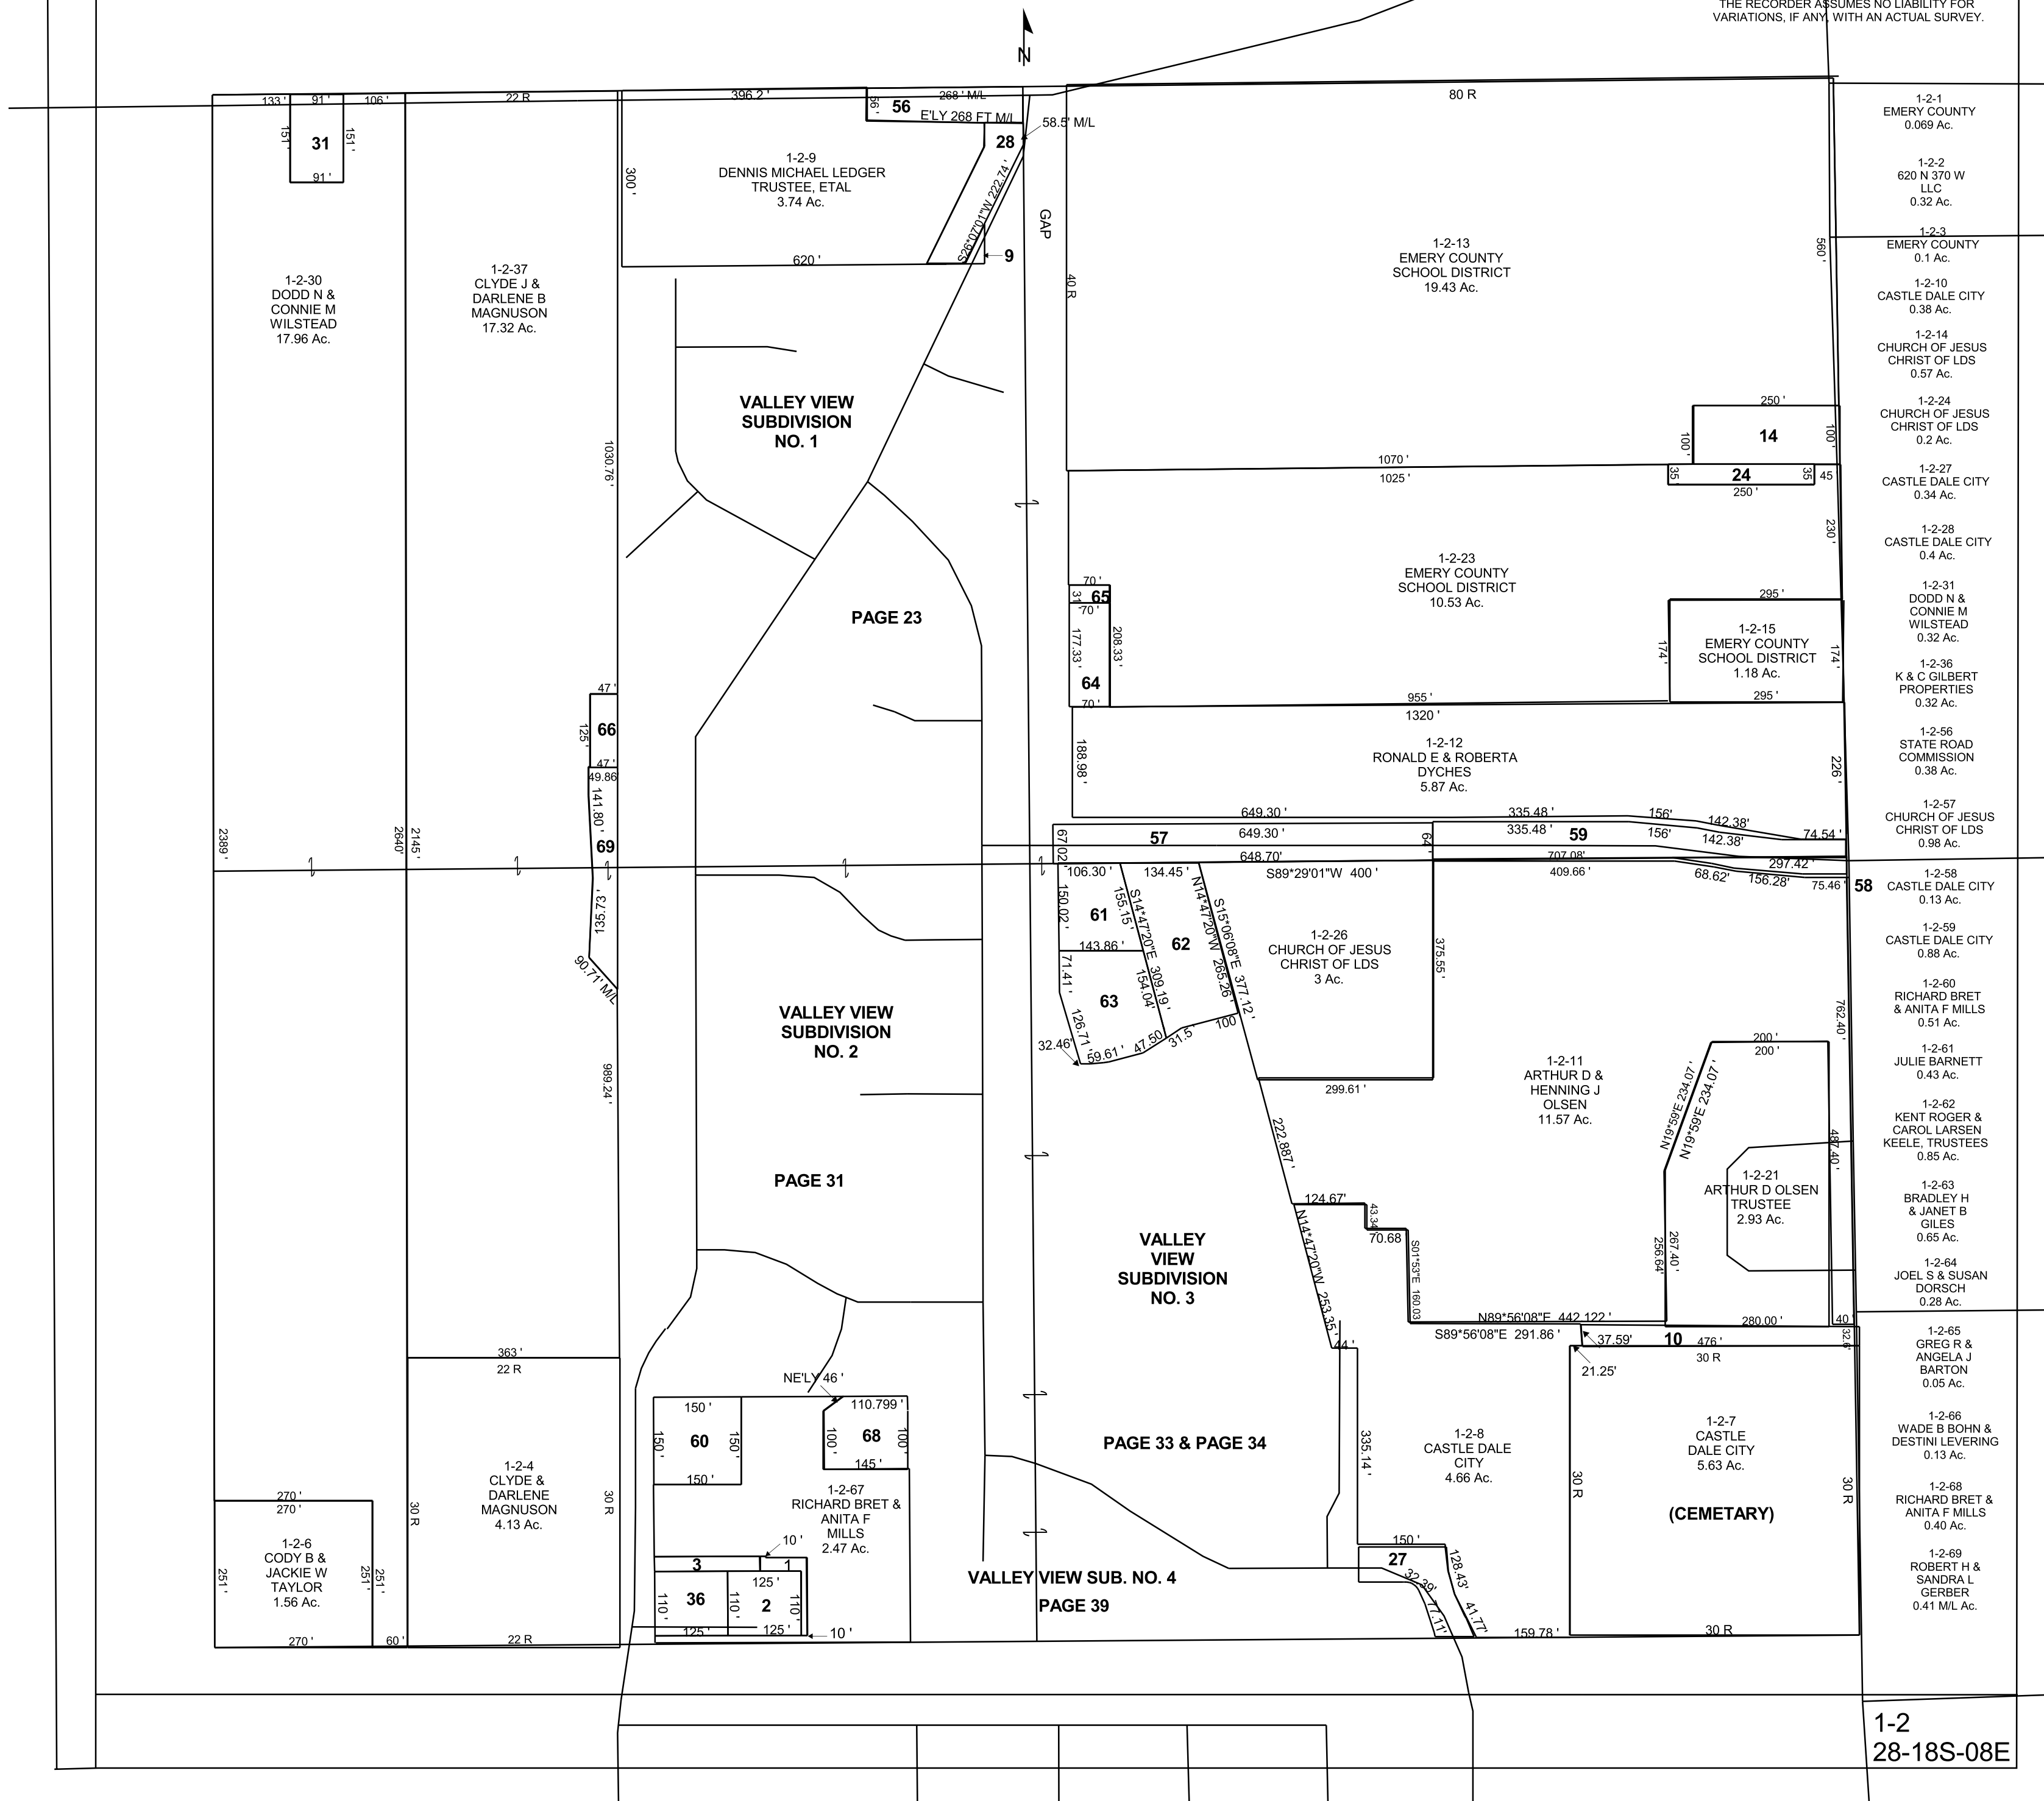 THE RECORDER ASSUMES NO LIABILITY FOR
VARIATIONS, IF ANY, WITH AN ACTUAL SURVEY.
N
133 '
91 '
106 '
22 R
396.2 '
56 '
56
268 ' M/L
E'LY 268 FT M/L
58.5' M/L
80 R
151 '
31
151 '
91 '
28
1-2-9
DENNIS MICHAEL LEDGER
TRUSTEE, ETAL
3.74 Ac.
300 '
S26*07'01"W 222.74 '
620 '
9
GAP
40 R
1-2-30
DODD N &
CONNIE M
WILSTEAD
17.96 Ac.
1-2-37
CLYDE J &
DARLENE B
MAGNUSON
17.32 Ac.
1-2-13
EMERY COUNTY
SCHOOL DISTRICT
19.43 Ac.
560 '
VALLEY VIEW
SUBDIVISION
NO. 1
1030.76 '
250 '
100 '
14
100 '
1070 '
1025 '
35
24
35
45 '
250 '
230 '
PAGE 23
1-2-23
EMERY COUNTY
SCHOOL DISTRICT
10.53 Ac.
70 '
31
65
70 '
177.33 '
208.33 '
64
70 '
295 '
174 '
1-2-15
EMERY COUNTY
SCHOOL DISTRICT
1.18 Ac.
174 '
295 '
955 '
1320 '
47 '
125 '
66
47 '
49.86
141.80 '
69
135.73'
90.71' M/L
188.98 '
1-2-12
RONALD E & ROBERTA
DYCHES
5.87 Ac.
226 '
2389 '
2640'
2145 '
649.30 '
335.48 '
156'
142.38'
74.54 '
67.02
57
649.30 '
64 '
335.48 '
59
156'
142.38'
648.70'
707.08'
297.42 '
106.30 '
134.45 '
S89*29'01"W 400 '
409.66 '
68.62'
156.28'
75.46 '
58
150.02 '
61
155.15'
S14*47'20"E 309.19 '
62
N14*47'20"W 265.26 '
S15*06'08"E 377.12 '
143.86 '
71.41 '
63
154.04'
126.71 '
32.46'
59.61 '
47.50
31.5'
100 '
1-2-26
CHURCH OF JESUS
CHRIST OF LDS
3 Ac.
375.55 '
299.61 '
762.40 '
VALLEY VIEW
SUBDIVISION
NO. 2
989.24 '
1-2-11
ARTHUR D &
HENNING J
OLSEN
11.57 Ac.
200 '
200 '
N19*59'E 234.07 '
N19*59'E 234.07 '
487.40 '
222.887 '
PAGE 31
1-2-21
ARTHUR D OLSEN
TRUSTEE
2.93 Ac.
124.67'
43.34'
70.68
N14*47'20"W 253.35 '
S01*53"E 160.03
256.64'
267.40 '
VALLEY
VIEW
SUBDIVISION
NO. 3
N89*56'08"E 442.122 '
S89*56'08"E 291.86 '
44'
37.59'
10
476'
280.00 '
40 '
32.6'
30 R
21.25'
363 '
22 R
NE'LY 46 '
150 '
150 '
60
150 '
150 '
110.799 '
100 '
68
100 '
145 '
PAGE 33 & PAGE 34
335.14 '
1-2-8
CASTLE DALE
CITY
4.66 Ac.
1-2-7
CASTLE
DALE CITY
5.63 Ac.
(CEMETARY)
30 R
30 R
1-2-4
CLYDE &
DARLENE
MAGNUSON
4.13 Ac.
30 R
30 R
1-2-67
RICHARD BRET &
ANITA F
MILLS
2.47 Ac.
270 '
270 '
1-2-6
CODY B &
JACKIE W
TAYLOR
1.56 Ac.
251 '
251 '
251 '
10 '
3
1
125 '
110 '
36
110 '
2
110 '
125 '
125 '
10 '
VALLEY VIEW SUB. NO. 4
PAGE 39
150 '
27
128.43'
32.39'
77.11'
41.77'
270 '
60 '
22 R
159.78 '
30 R
1-2-1
EMERY COUNTY
0.069 Ac.
1-2-2
620 N 370 W
LLC
0.32 Ac.
1-2-3
EMERY COUNTY
0.1 Ac.
1-2-10
CASTLE DALE CITY
0.38 Ac.
1-2-14
CHURCH OF JESUS
CHRIST OF LDS
0.57 Ac.
1-2-24
CHURCH OF JESUS
CHRIST OF LDS
0.2 Ac.
1-2-27
CASTLE DALE CITY
0.34 Ac.
1-2-28
CASTLE DALE CITY
0.4 Ac.
1-2-31
DODD N &
CONNIE M
WILSTEAD
0.32 Ac.
1-2-36
K & C GILBERT
PROPERTIES
0.32 Ac.
1-2-56
STATE ROAD
COMMISSION
0.38 Ac.
1-2-57
CHURCH OF JESUS
CHRIST OF LDS
0.98 Ac.
1-2-58
CASTLE DALE CITY
0.13 Ac.
1-2-59
CASTLE DALE CITY
0.88 Ac.
1-2-60
RICHARD BRET
& ANITA F MILLS
0.51 Ac.
1-2-61
JULIE BARNETT
0.43 Ac.
1-2-62
KENT ROGER &
CAROL LARSEN
KEELE, TRUSTEES
0.85 Ac.
1-2-63
BRADLEY H
& JANET B
GILES
0.65 Ac.
1-2-64
JOEL S & SUSAN
DORSCH
0.28 Ac.
1-2-65
GREG R &
ANGELA J
BARTON
0.05 Ac.
1-2-66
WADE B BOHN &
DESTINI LEVERING
0.13 Ac.
1-2-68
RICHARD BRET &
ANITA F MILLS
0.40 Ac.
1-2-69
ROBERT H &
SANDRA L
GERBER
0.41 M/L Ac.
1-2
28-18S-08E